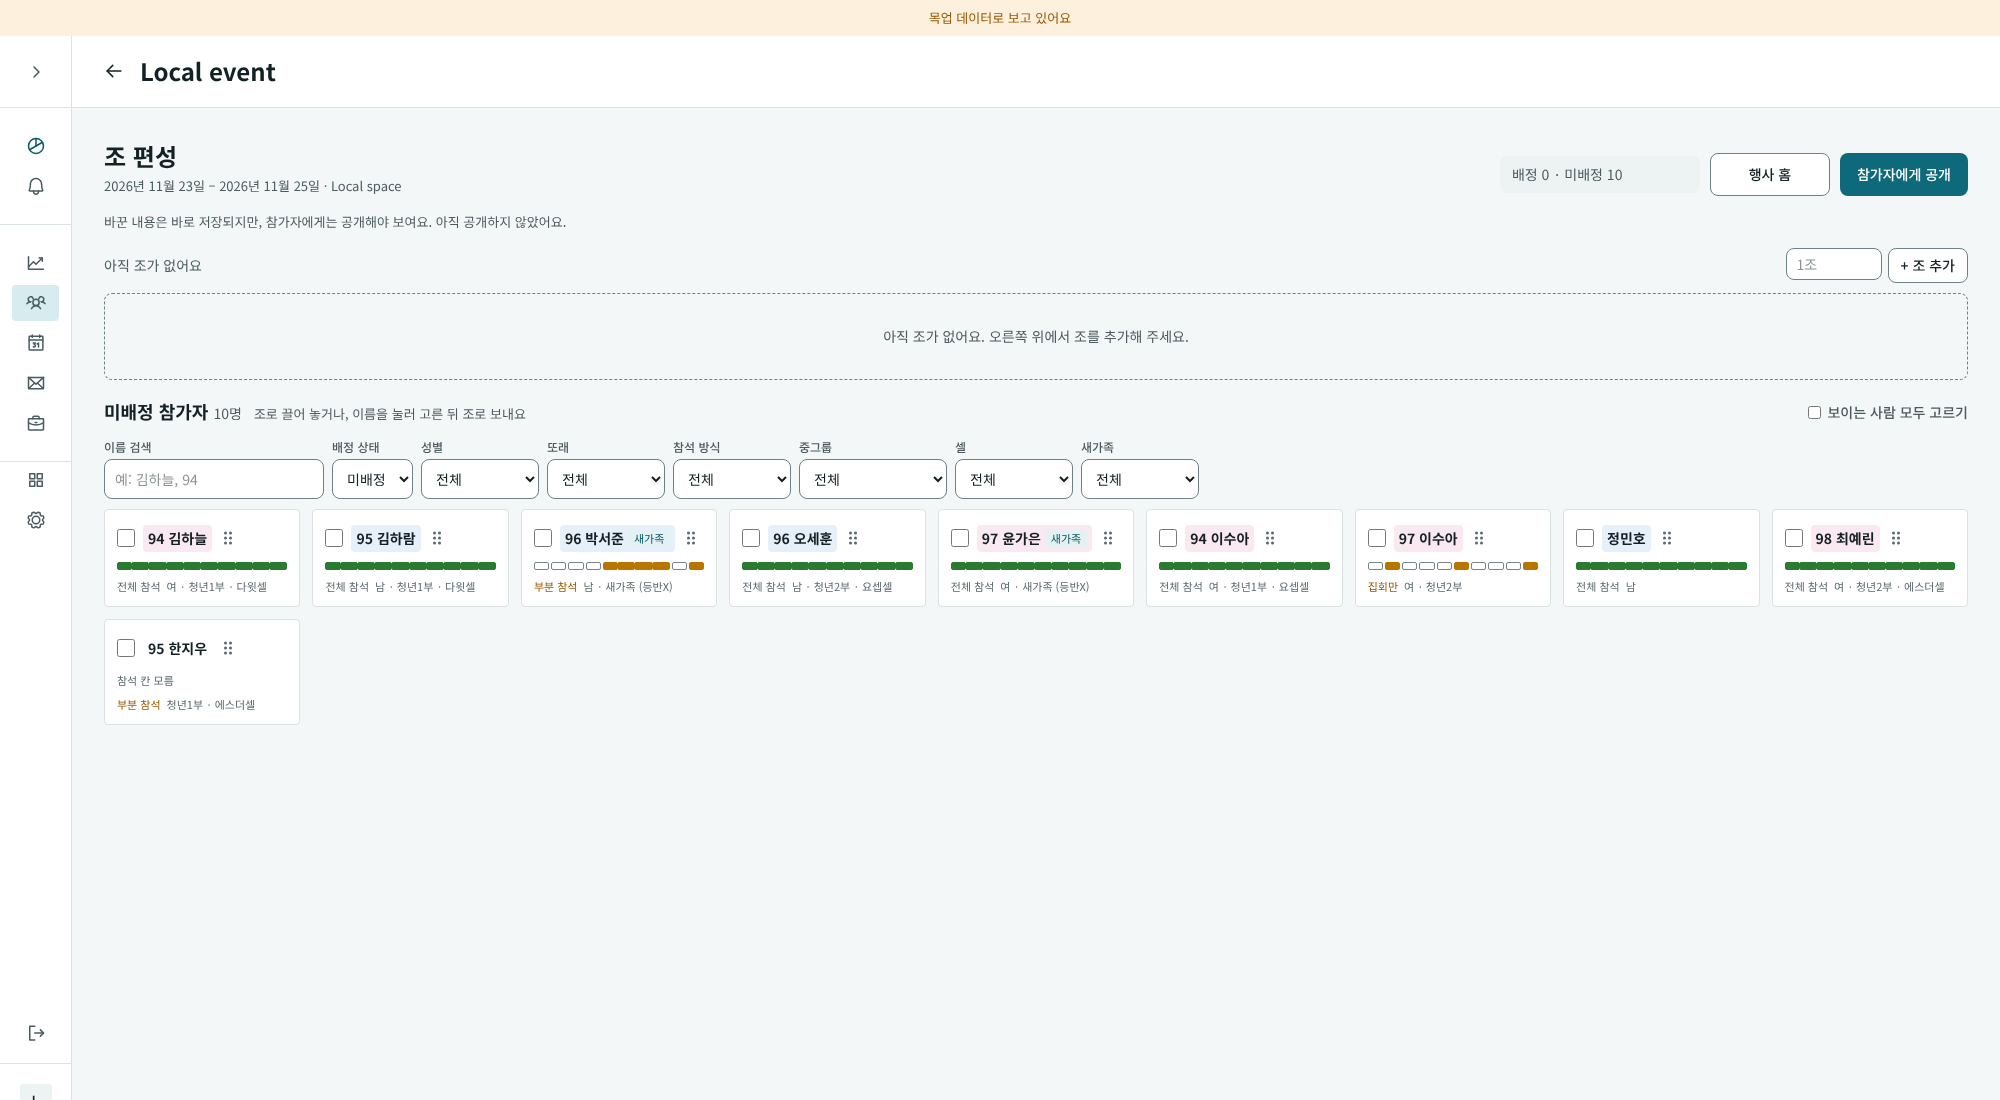 목업 데이터로 보고 있어요
Local event
조 편성
2026년 11월 23일 – 2026년 11월 25일 · Local space
배정 0 · 미배정 10
행사 홈
참가자에게 공개
바꾼 내용은 바로 저장되지만, 참가자에게는 공개해야 보여요. 아직 공개하지 않았어요.
아직 조가 없어요
1조
+ 조 추가
아직 조가 없어요. 오른쪽 위에서 조를 추가해 주세요.
미배정 참가자 10명 조로 끌어 놓거나, 이름을 눌러 고른 뒤 조로 보내요
보이는 사람 모두 고르기
이름 검색 배정 상태 성별 또래 참석 방식 중그룹 셀 새가족
예: 김하늘, 94 미배정 전체 전체 전체 전체 전체 전체
94 김하늘
전체 참석 여 · 청년1부 · 다윗셀
95 김하람
전체 참석 남 · 청년1부 · 다윗셀
96 박서준 새가족
부분 참석 남 · 새가족 (등반X)
96 오세훈
전체 참석 남 · 청년2부 · 요셉셀
97 윤가은 새가족
전체 참석 여 · 새가족 (등반X)
94 이수아
전체 참석 여 · 청년1부 · 요셉셀
97 이수아
집회만 여 · 청년2부
정민호
전체 참석 남
98 최예린
전체 참석 여 · 청년2부 · 에스더셀
95 한지우
참석 칸 모름
부분 참석 청년1부 · 에스더셀